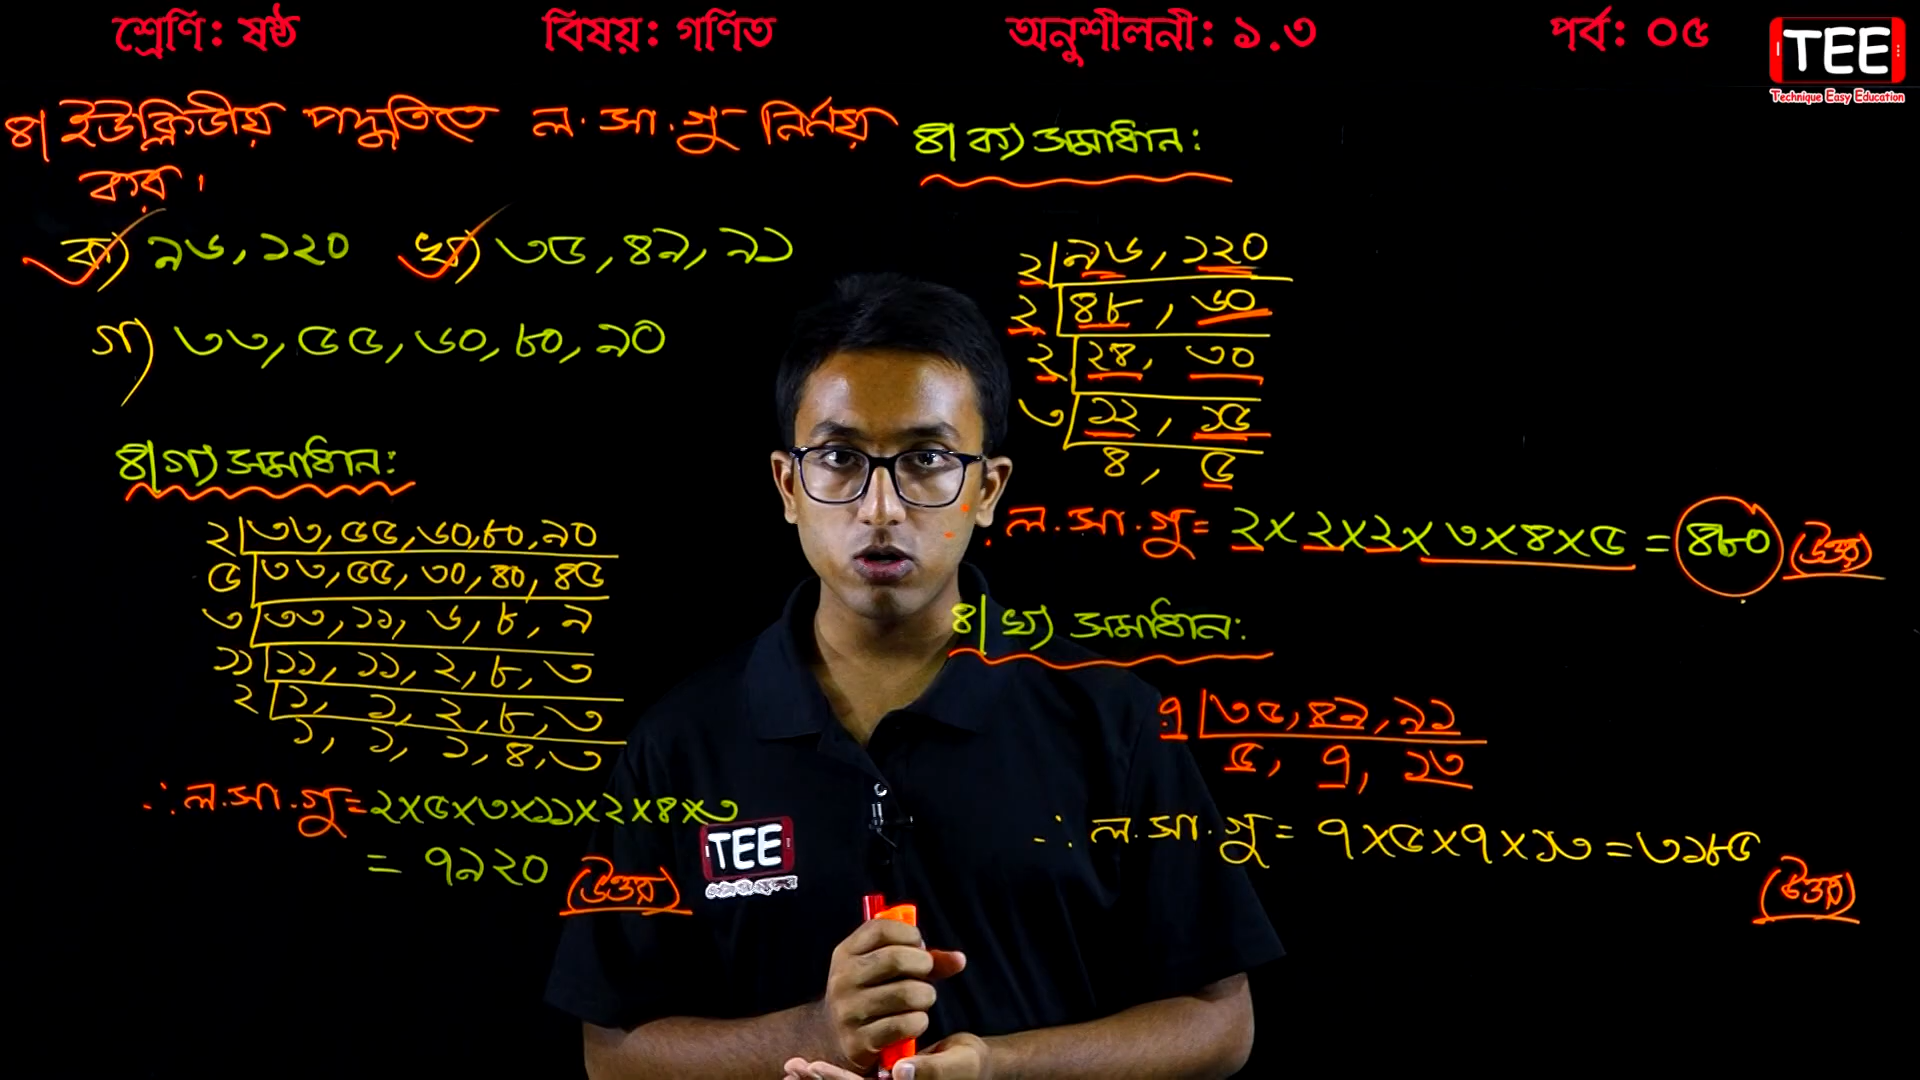 শ্রেণি: ষষ্ঠ বিষয়: গণিত অনুশীলনী: ১.৩ পর্ব: ০৫
TEE
Technique Easy Education
৪| ইউক্লিডীয় পদ্ধতিতে ল.সা.গু নির্ণয়
কর।
ক) ৯৬, ১২০ খ) ৩৫, ৪৯, ৯১
গ) ৩৩, ৫৫, ৬০, ৮০, ৯০
৪| গ) সমাধান:
২|৩৩, ৫৫, ৬০, ৮০, ৯০
৫|৩৩, ৫৫, ৩০, ৪০, ৪৫
৩|৩৩, ১১, ৬, ৮, ৯
১১|১১, ১১, ২, ৮, ৩
২|১, ১, ২, ৮, ৩
১, ১, ১, ৪, ৩
∴ ল.সা.গু = ২×৫×৩×১১×২×৪×৩
= ৭৯২০ (উত্তর)
৪| ক) সমাধান:
২|৯৬, ১২০
২|৪৮, ৬০
২|২৪, ৩০
৩|১২, ১৫
৪, ৫
∴ ল.সা.গু = ২×২×২×৩×৪×৫ = ৪৮০ (উত্তর)
৪| খ) সমাধান:
৭|৩৫, ৪৯, ৯১
৫, ৭, ১৩
∴ ল.সা.গু = ৭×৫×৭×১৩ = ৩১৮৫
(উত্তর)
TEE